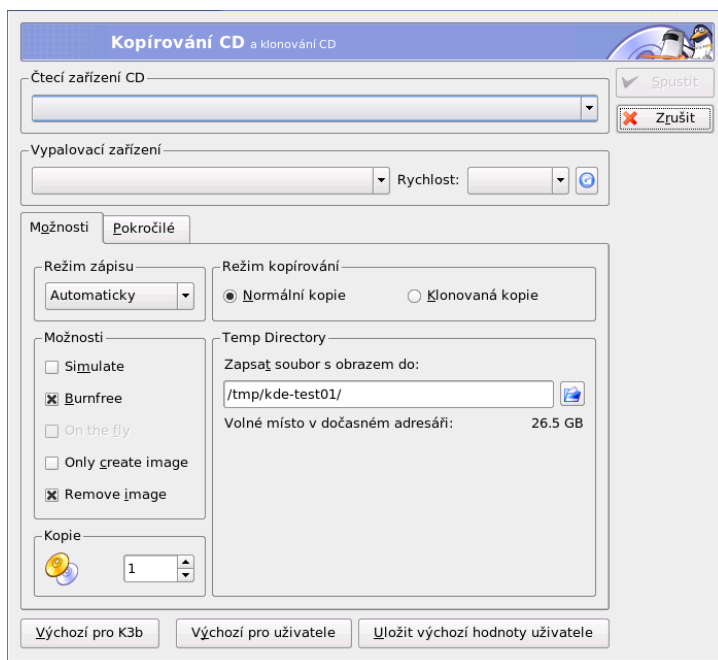 Kopírování CD a klonování CD
Čtecí zařízení CD
Spustit
Zrušit
Vypalovací zařízení
Rychlost:
Možnosti
Pokročilé
Režim zápisu
Automaticky
Režim kopírování
Normální kopie
Klonovaná kopie
Možnosti
Simulate
Burnfree
On the fly
Only create image
Remove image
Temp Directory
Zapsat soubor s obrazem do:
/tmp/kde-test01/
Volné místo v dočasném adresáři: 26.5 GB
Kopie
1
Výchozí pro K3b
Výchozí pro uživatele
Uložit výchozí hodnoty uživatele